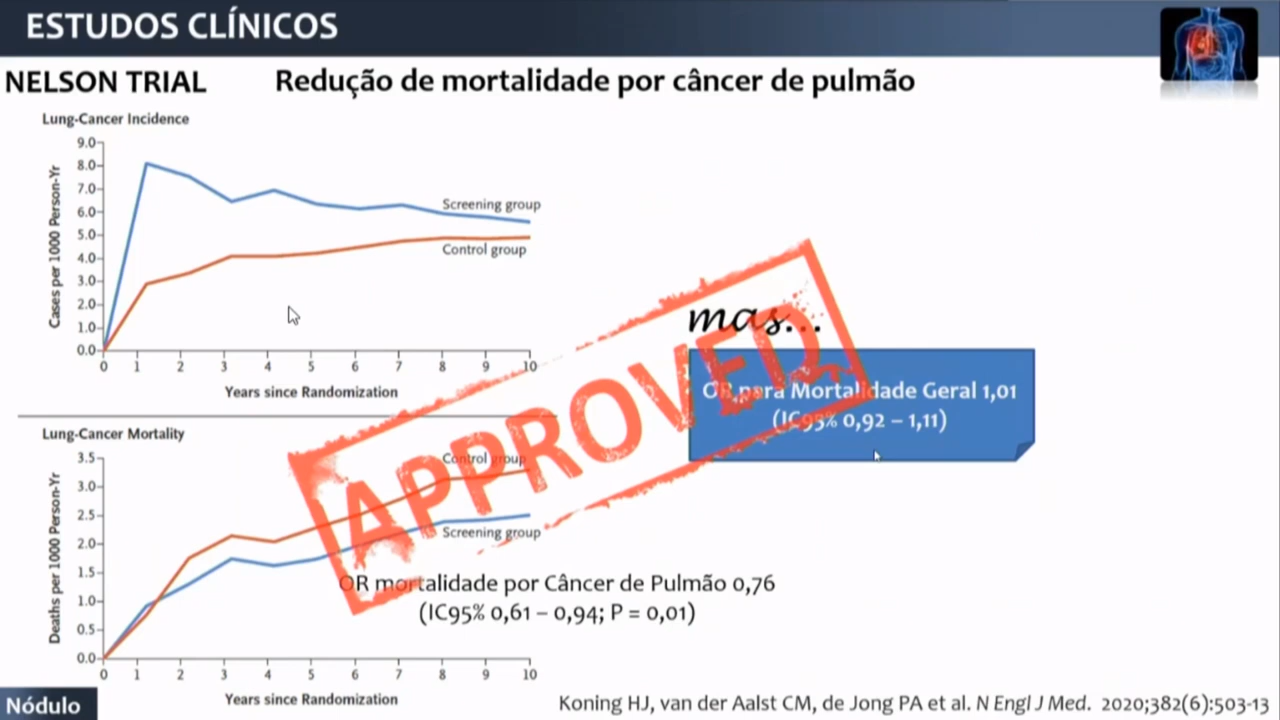 ESTUDOS CLÍNICOS
NELSON TRIAL
Redução de mortalidade por câncer de pulmão
Lung-Cancer Incidence
Cases per 1000 Person-Yr
9.0
8.0
7.0
6.0
5.0
4.0
3.0
2.0
1.0
0.0
Screening group
Control group
0 1 2 3 4 5 6 7 8 9 10
Years since Randomization
mas...
OR para Mortalidade Geral 1,01
(IC95% 0,92 – 1,11)
APPROVED
Lung-Cancer Mortality
Deaths per 1000 Person-Yr
3.5
3.0
2.5
2.0
1.5
1.0
0.5
0.0
Control group
Screening group
OR mortalidade por Câncer de Pulmão 0,76
(IC95% 0,61 – 0,94; P = 0,01)
0 1 2 3 4 5 6 7 8 9 10
Years since Randomization
Nódulo
Koning HJ, van der Aalst CM, de Jong PA et al. N Engl J Med. 2020;382(6):503-13